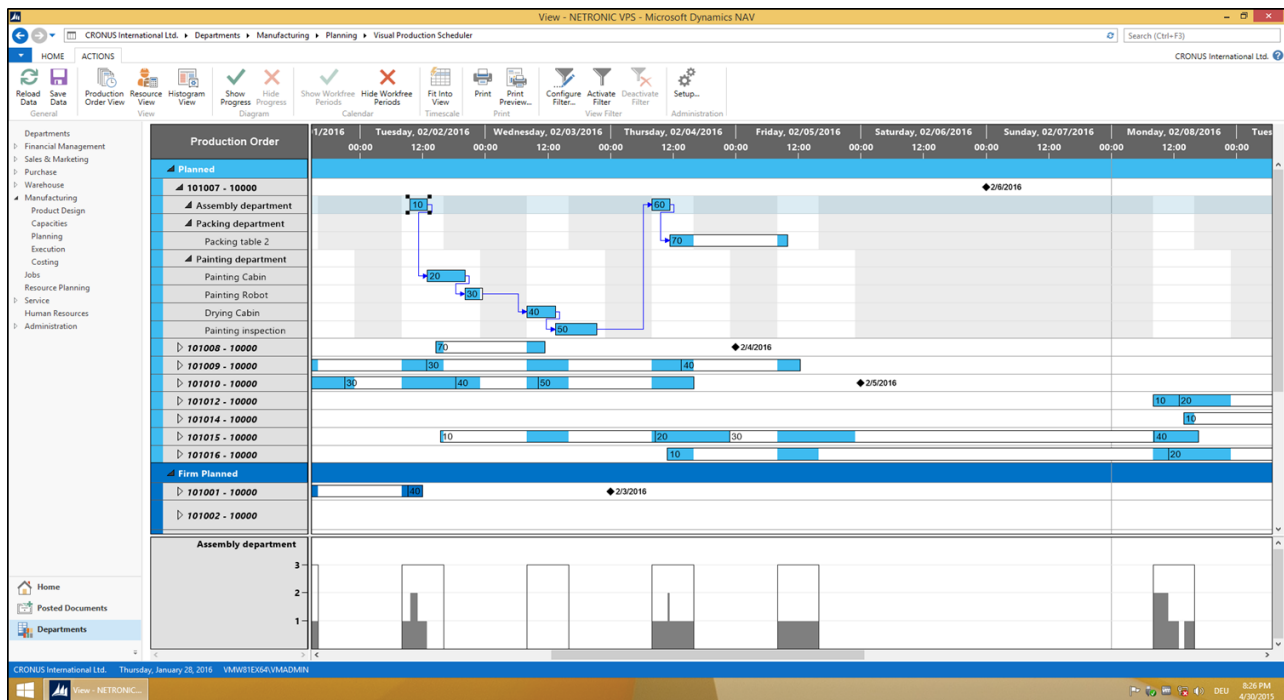 View - NETRONIC VPS - Microsoft Dynamics NAV
CRONUS International Ltd. Departments Manufacturing Planning Visual Production Scheduler
Search (Ctrl+F3)
HOME ACTIONS
CRONUS International Ltd.
Reload Data Save Data Production Order View Resource View Histogram View Show Progress Hide Progress Show Workfree Periods Hide Workfree Periods Fit Into View Print Print Preview... Configure Filter... Activate Filter Deactivate Filter Setup...
General View Diagram Calendar Timescale Print View Filter Administration
Departments
Financial Management
Sales & Marketing
Purchase
Warehouse
Manufacturing
Product Design
Capacities
Planning
Execution
Costing
Jobs
Resource Planning
Service
Human Resources
Administration
Home
Posted Documents
Departments
Production Order
1/2016 Tuesday, 02/02/2016 Wednesday, 02/03/2016 Thursday, 02/04/2016 Friday, 02/05/2016 Saturday, 02/06/2016 Sunday, 02/07/2016 Monday, 02/08/2016 Tues
00:00 12:00 00:00 12:00 00:00 12:00 00:00 12:00 00:00 12:00 00:00 12:00 00:00 12:00 00:00
Planned
101007 - 10000 2/6/2016
Assembly department 10 60
Packing department
Packing table 2 70
Painting department
Painting Cabin 20
Painting Robot 30
Drying Cabin 40
Painting inspection 50
101008 - 10000 70 2/4/2016
101009 - 10000 30 40
101010 - 10000 30 40 50 2/5/2016
101012 - 10000 10 20
101014 - 10000 10
101015 - 10000 10 20 30 40
101016 - 10000 10 20
Firm Planned
101001 - 10000 40 2/3/2016
101002 - 10000
Assembly department
3
2
1
CRONUS International Ltd. Thursday, January 28, 2016 VMW81EX64\VMADMIN
View - NETRONIC...
DEU
8:26 PM
4/30/2015